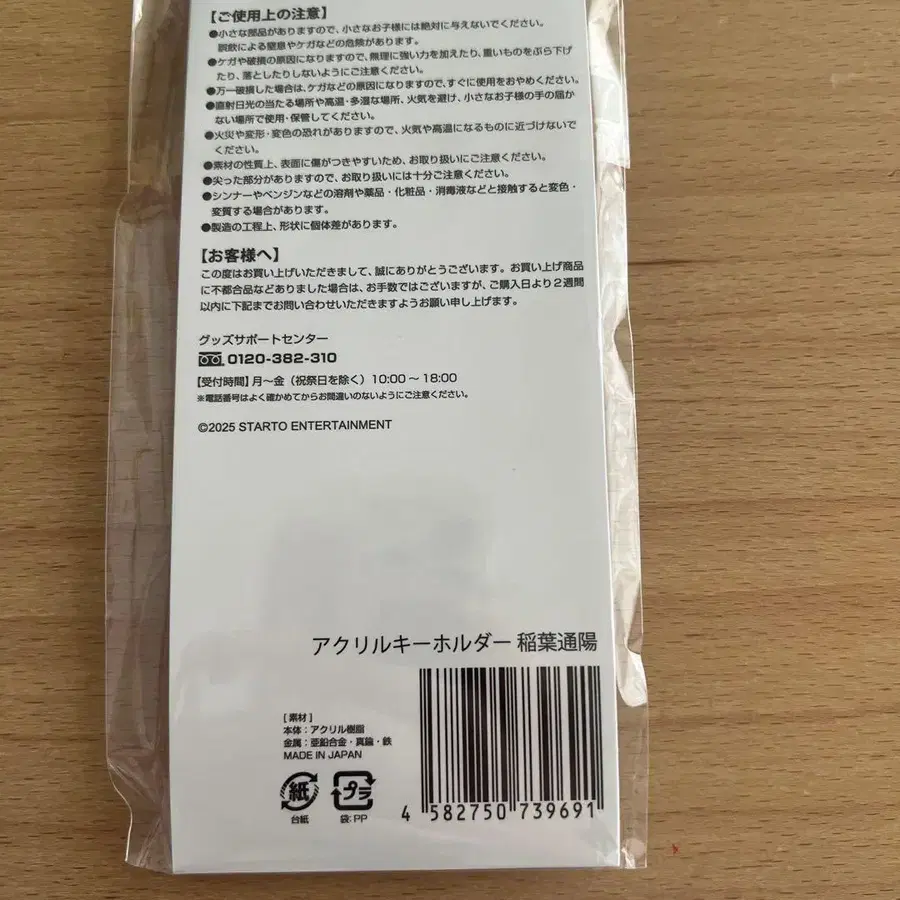 【ご使用上の注意】
●小さな部品がありますので、小さなお子様には絶対に与えないでください。
誤飲による窒息やケガなどの危険があります。
●ケガや破損の原因になりますので、無理に強い力を加えたり、重いものをぶら下げ
たり、落としたりしないようにご注意ください。
●万一破損した場合は、ケガなどの原因になりますので、すぐに使用をおやめください。
●直射日光の当たる場所や高温・多湿な場所、火気を避け、小さなお子様の手の届か
ない場所で使用・保管してください。
●火災や変形・変色の恐れがありますので、火気や高温になるものに近づけないで
ください。
●素材の性質上、表面に傷がつきやすいため、お取り扱いにご注意ください。
●尖った部分がありますので、お取り扱いには十分ご注意ください。
●シンナーやベンジンなどの溶剤や薬品・化粧品・消毒液などと接触すると変色・
変質する場合があります。
●製造の工程上、形状に個体差があります。
【お客様へ】
この度はお買い上げいただきまして、誠にありがとうございます。お買い上げ商品
に不都合品などありました場合は、お手数ではございますが、ご購入日より2週間
以内に下記までお問い合わせいただきますようお願い申し上げます。
グッズサポートセンター
0120-382-310
【受付時間】月〜金（祝祭日を除く）10:00〜18:00
※電話番号はよく確かめてからお間違いのないようにご注意ください。
©2025 STARTO ENTERTAINMENT
アクリルキーホルダー 稲葉通陽
[素材]
本体：アクリル樹脂
金属：亜鉛合金・真鍮・鉄
MADE IN JAPAN
紙 プラ
台紙 袋:PP
4 582750 739691